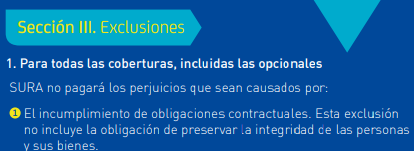 Sección III. Exclusiones
1. Para todas las coberturas, incluidas las opcionales
SURA no pagará los perjuicios que sean causados por:
1 El incumplimiento de obligaciones contractuales. Esta exclusión
no incluye la obligación de preservar la integridad de las personas
y sus bienes.